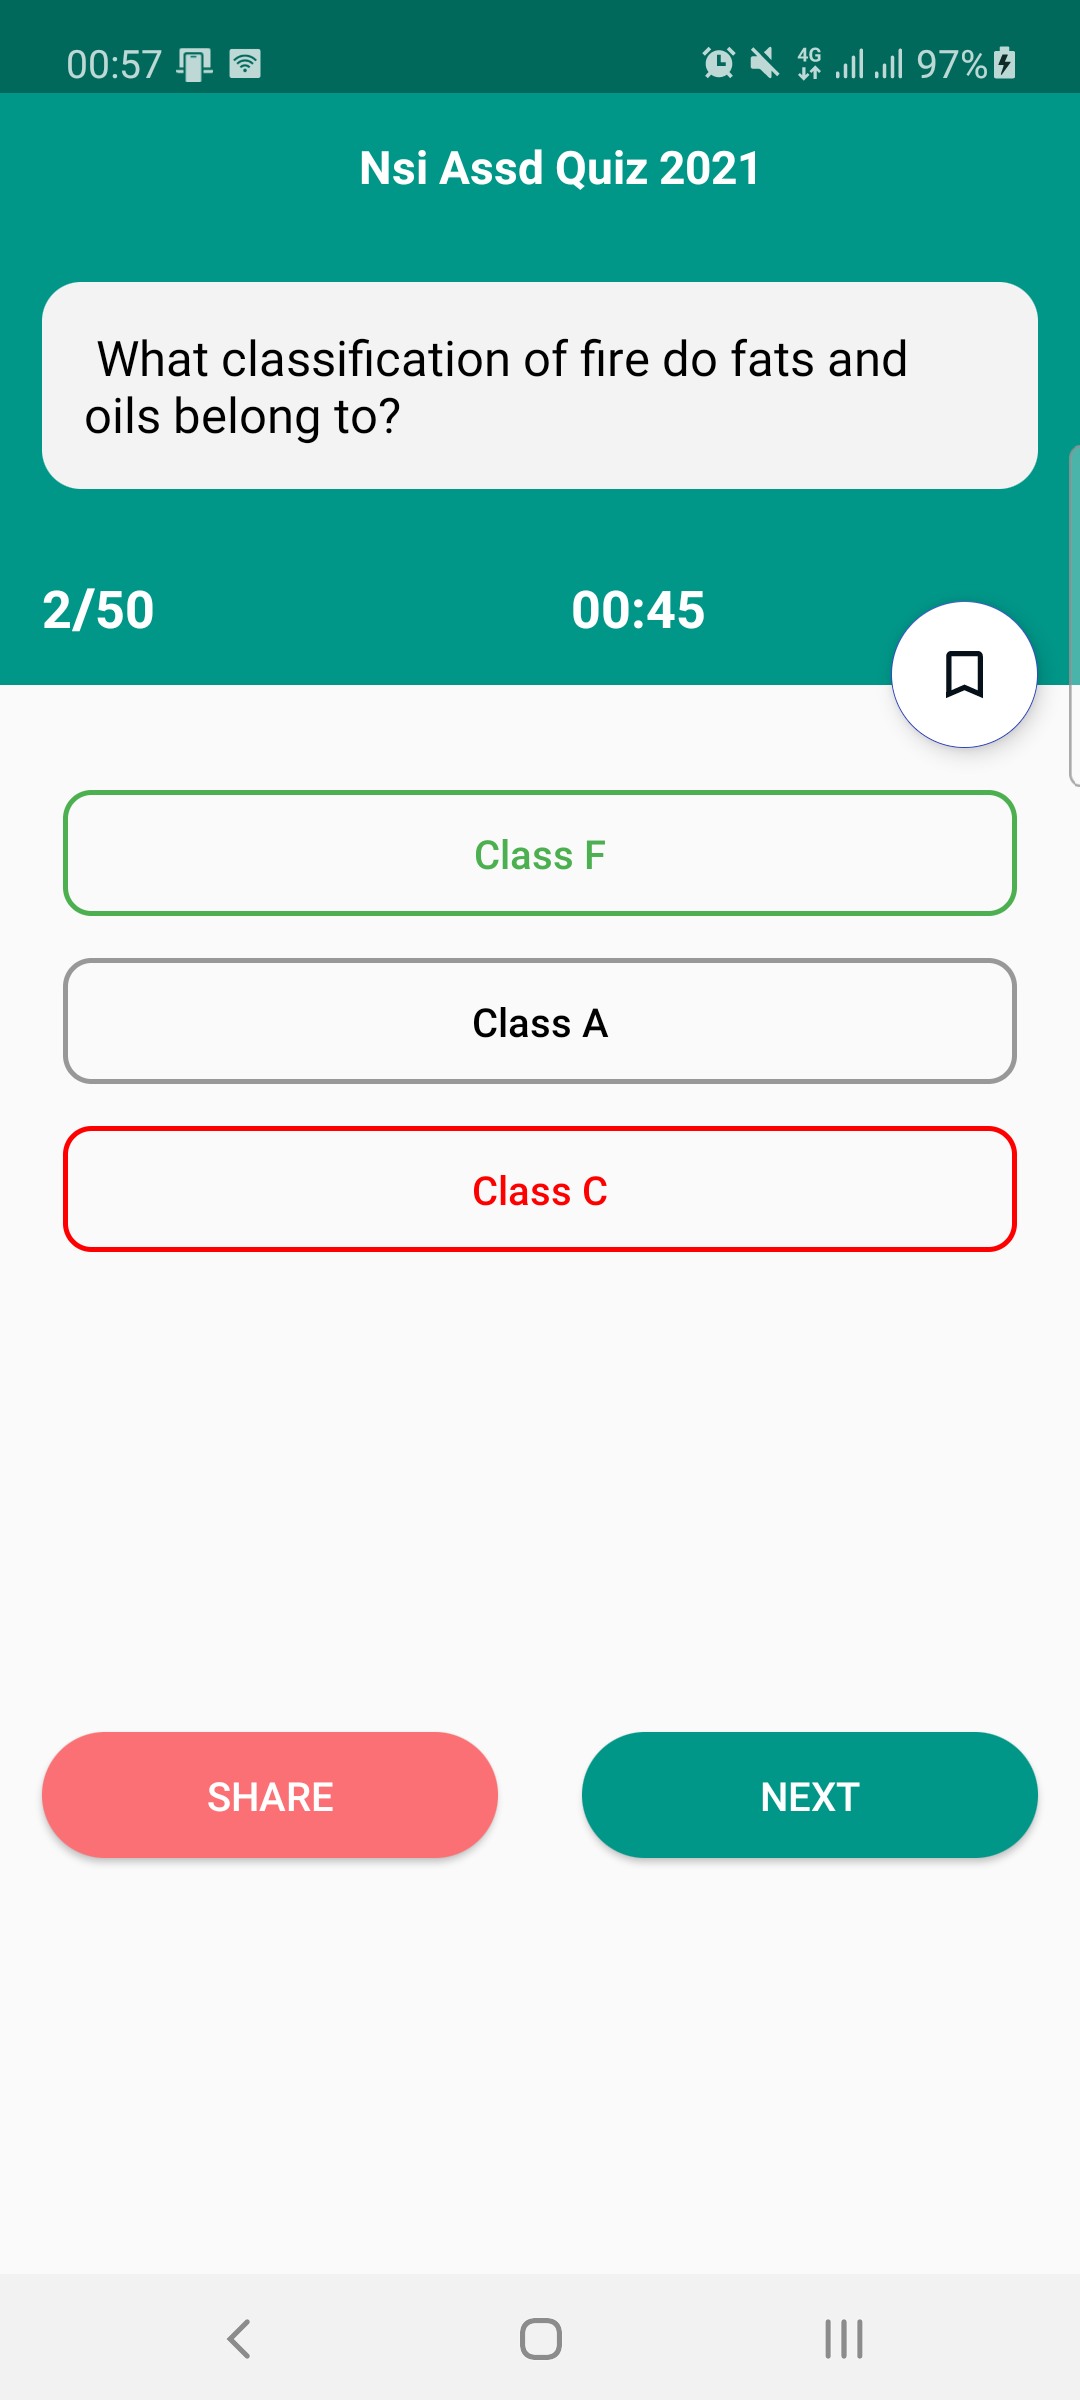 00:57 4G 97%
Nsi Assd Quiz 2021
What classification of fire do fats and
oils belong to?
2/50 00:45
Class F
Class A
Class C
SHARE NEXT